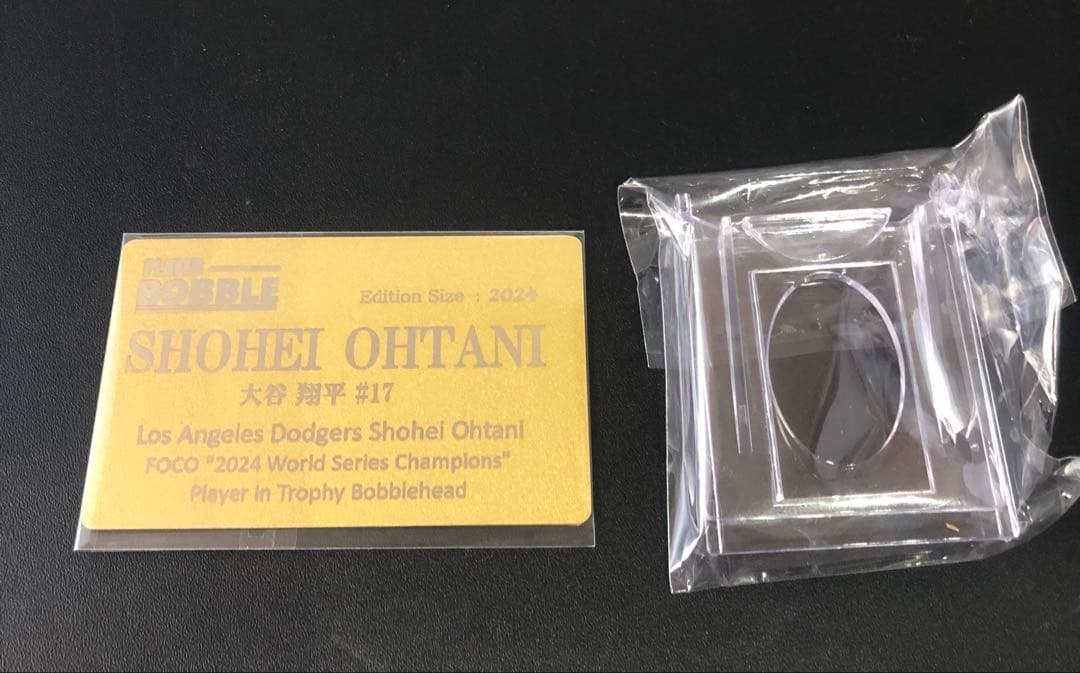 PLAYER
BOBBLE
Edition Size : 2024
SHOHEI OHTANI
大谷 翔平 #17
Los Angeles Dodgers Shohei Ohtani
FOCO "2024 World Series Champions"
Player in Trophy Bobblehead